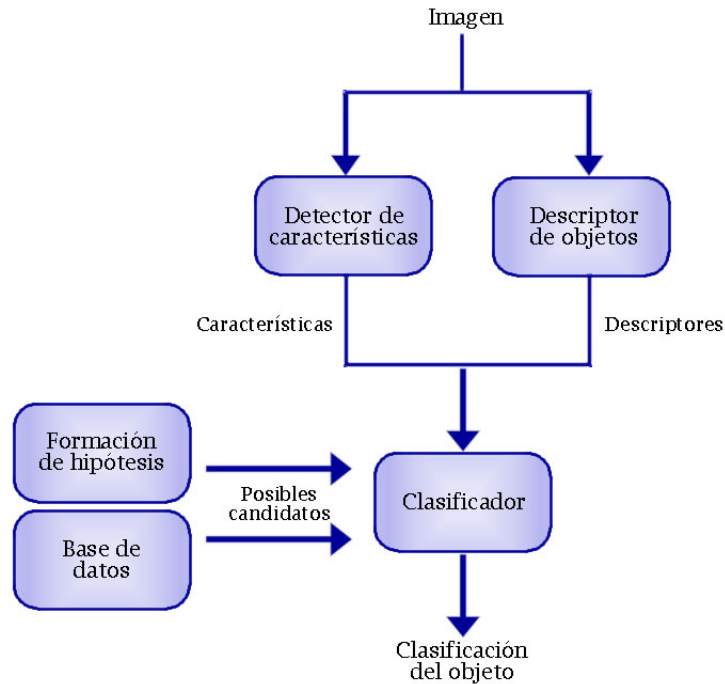 Imagen
Detector de
características
Descriptor
de objetos
Características
Descriptores
Formación
de hipótesis
Posibles
candidatos
Clasificador
Base de
datos
Clasificación
del objeto